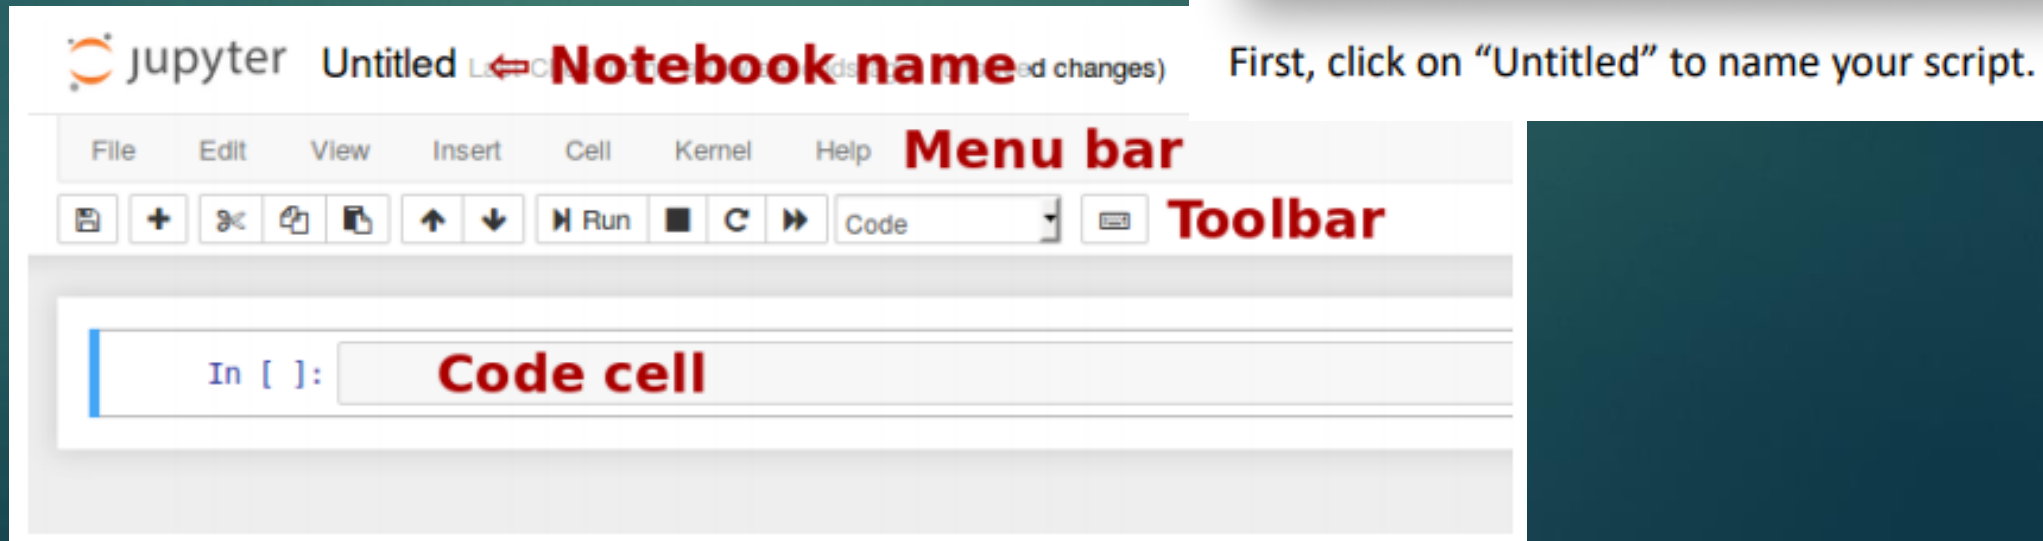 jupyter Untitled ⇐ Notebook name d changes)
First, click on “Untitled” to name your script.
File Edit View Insert Cell Kernel Help Menu bar
Run Code Toolbar
In [ ]: Code cell